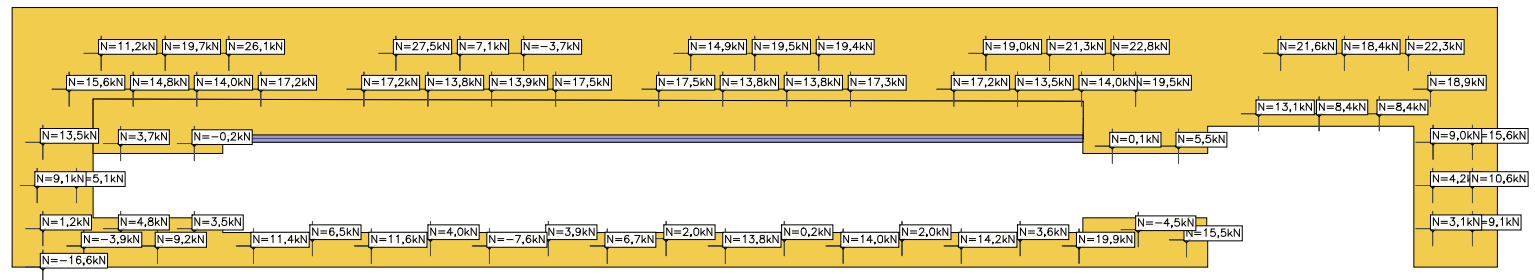 N=11,2kN N=19,7kN N=26,1kN N=27,5kN N=7,1kN N=-3,7kN N=14,9kN N=19,5kN N=19,4kN N=19,0kN N=21,3kN N=22,8kN N=21,6kN N=18,4kN N=22,3kN
N=15,6kN N=14,8kN N=14,0kN N=17,2kN N=17,2kN N=13,8kN N=13,9kN N=17,5kN N=17,5kN N=13,8kN N=13,8kN N=17,3kN N=17,2kN N=13,5kN N=14,0kN N=19,5kN N=18,9kN
N=13,1kN N=8,4kN N=8,4kN
N=13,5kN N=3,7kN N=-0,2kN N=0,1kN N=5,5kN N=9,0kN N=15,6kN
N=9,1kN =5,1kN N=4,2k N=10,6kN
N=1,2kN N=4,8kN N=3,5kN N=-4,5kN N=3,1kN =9,1kN
N=6,5kN N=4,0kN N=3,9kN N=2,0kN N=0,2kN N=2,0kN N=3,6kN N=15,5kN
N=-3,9kN N=9,2kN N=11,4kN N=11,6kN N=-7,6kN N=6,7kN N=13,8kN N=14,0kN N=14,2kN N=19,9kN
N=-16,6kN